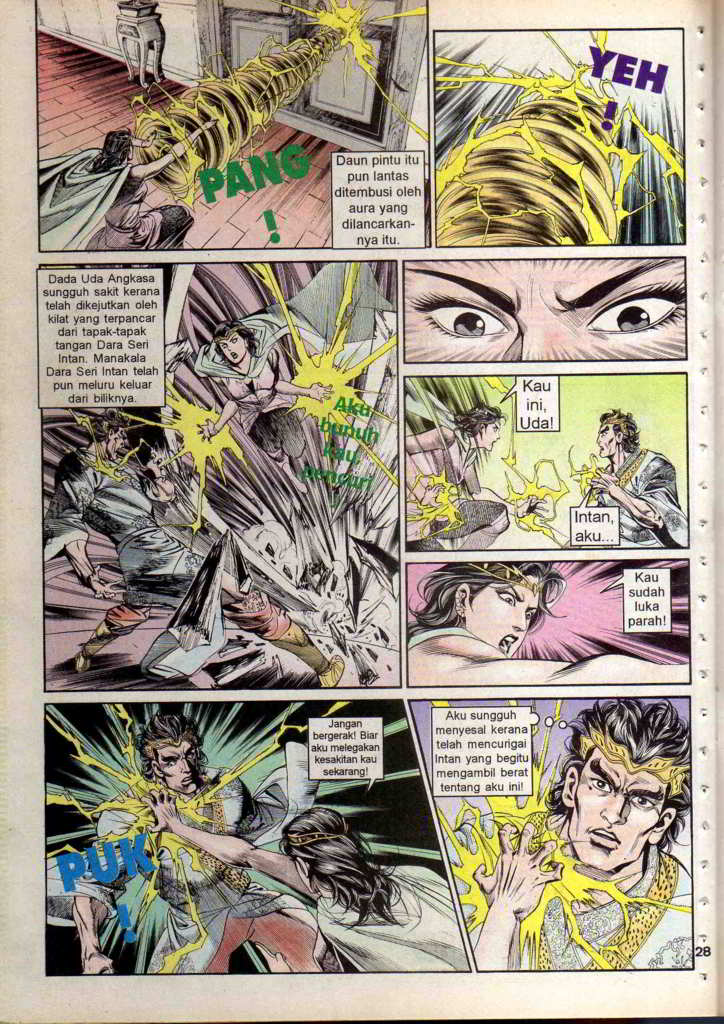 PANG
!
Daun pintu itu
pun lantas
ditembusi oleh
aura yang
dilancarkan-
nya itu.
YEH
!
Dada Uda Angkasa
sungguh sakit kerana
telah dikejutkan oleh
kilat yang terpancar
dari tapak-tapak
tangan Dara Seri
Intan. Manakala
Dara Seri Intan telah
pun meluru keluar
dari biliknya.
Aku
bunuh
kau,
pencuri
!
Kau
ini,
Uda!
Intan,
aku...
Kau
sudah
luka
parah!
Jangan
bergerak! Biar
aku melegakan
kesakitan kau
sekarang!
PUK
!
Aku sungguh
menyesal kerana
telah mencurigai
Intan yang begitu
mengambil berat
tentang aku ini!
28